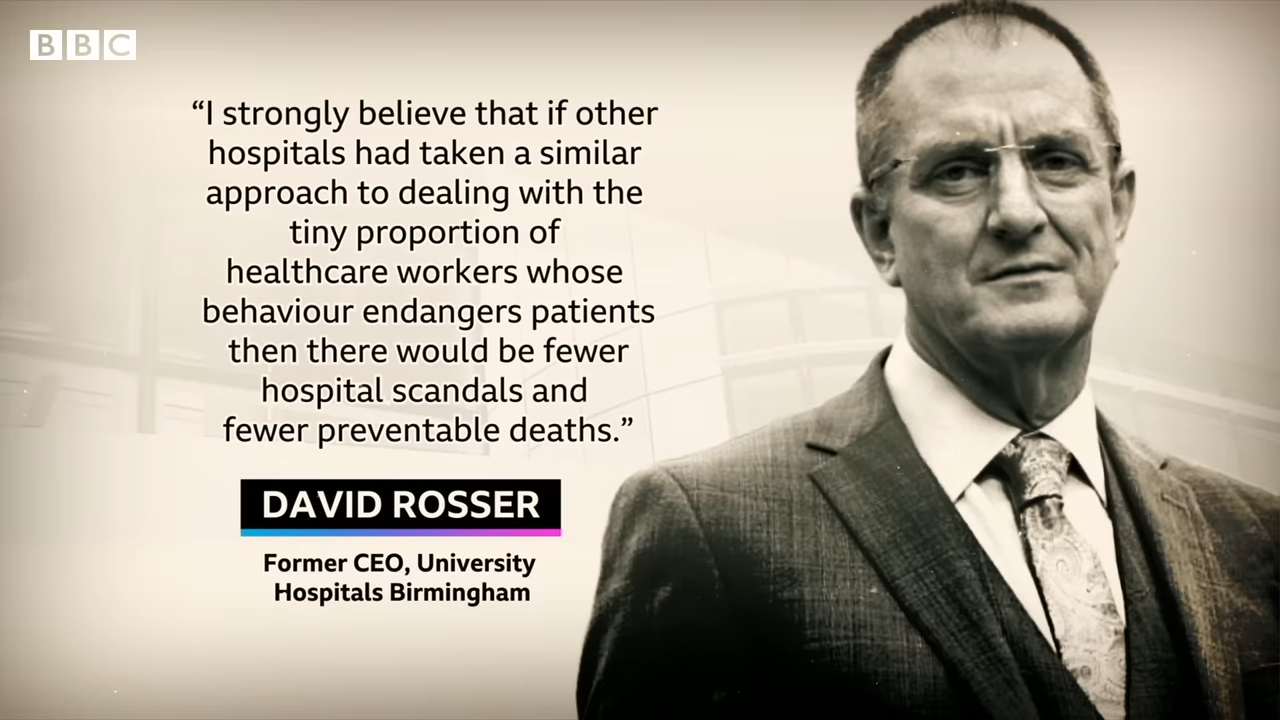 BBC
“I strongly believe that if other
hospitals had taken a similar
approach to dealing with the
tiny proportion of
healthcare workers whose
behaviour endangers patients
then there would be fewer
hospital scandals and
fewer preventable deaths.”
DAVID ROSSER
Former CEO, University
Hospitals Birmingham